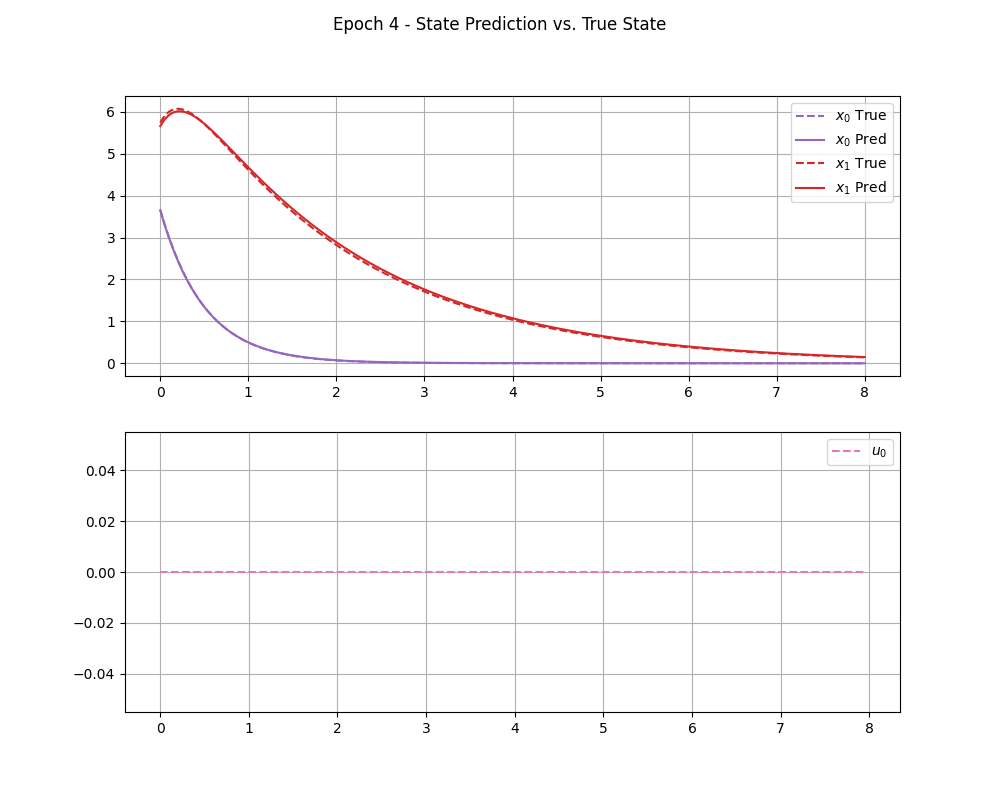 Epoch 4 - State Prediction vs. True State
6
5
4
3
2
1
0
x₀ True
x₀ Pred
x₁ True
x₁ Pred
0 1 2 3 4 5 6 7 8
0.04
0.02
0.00
−0.02
−0.04
u₀
0 1 2 3 4 5 6 7 8